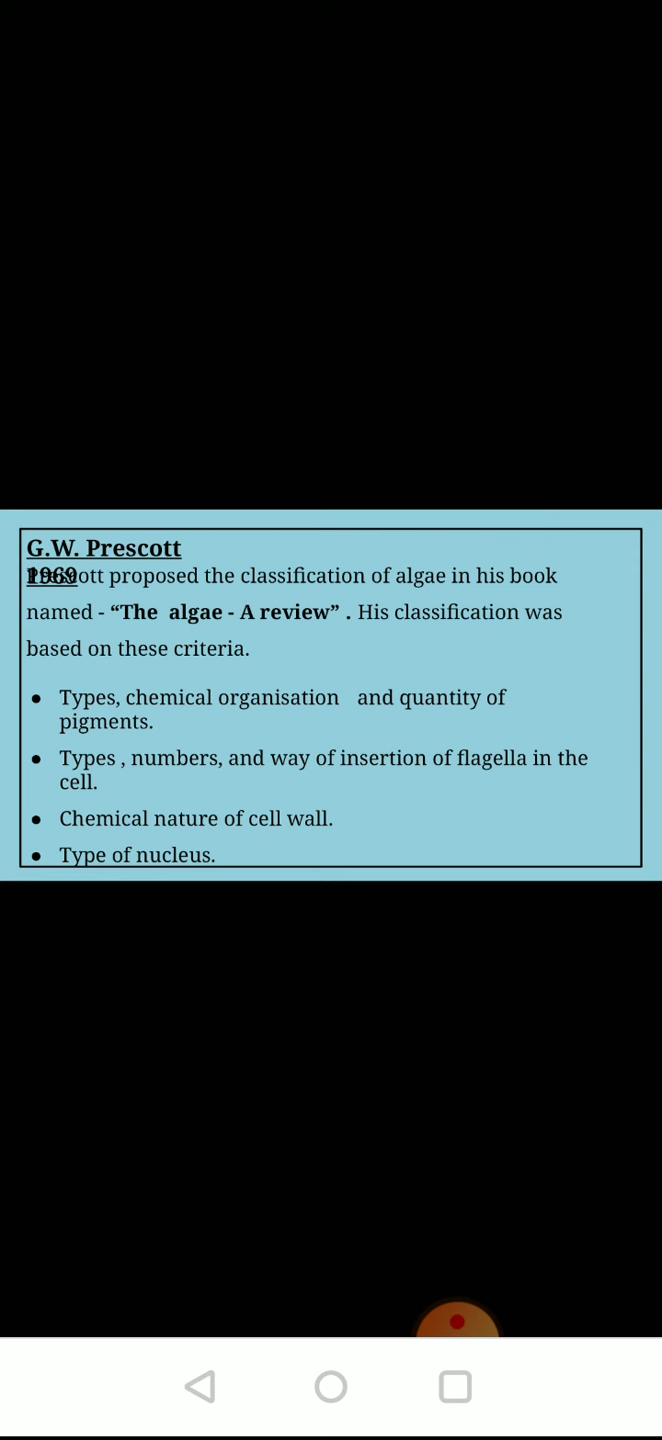 G.W. Prescott
1969
Prescott proposed the classification of algae in his book
named - “The algae - A review” . His classification was
based on these criteria.
● Types, chemical organisation and quantity of
pigments.
● Types , numbers, and way of insertion of flagella in the
cell.
● Chemical nature of cell wall.
● Type of nucleus.